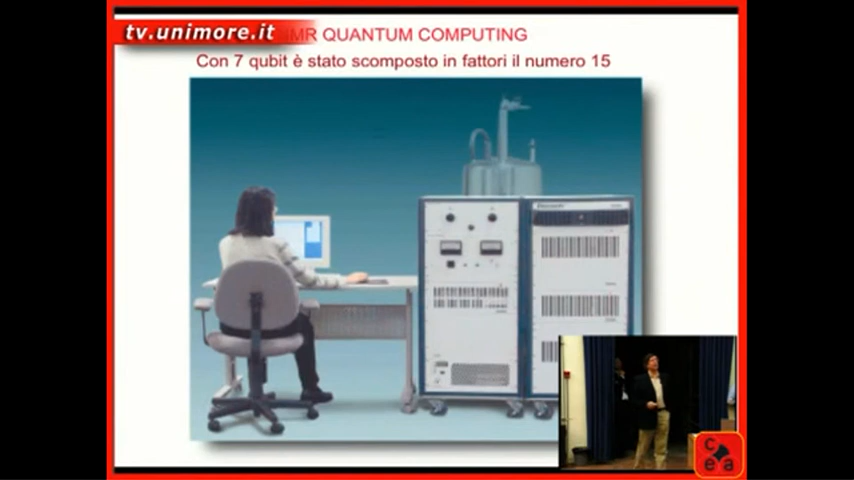 tv.unimore.it
MR QUANTUM COMPUTING
Con 7 qubit è stato scomposto in fattori il numero 15
c
e a